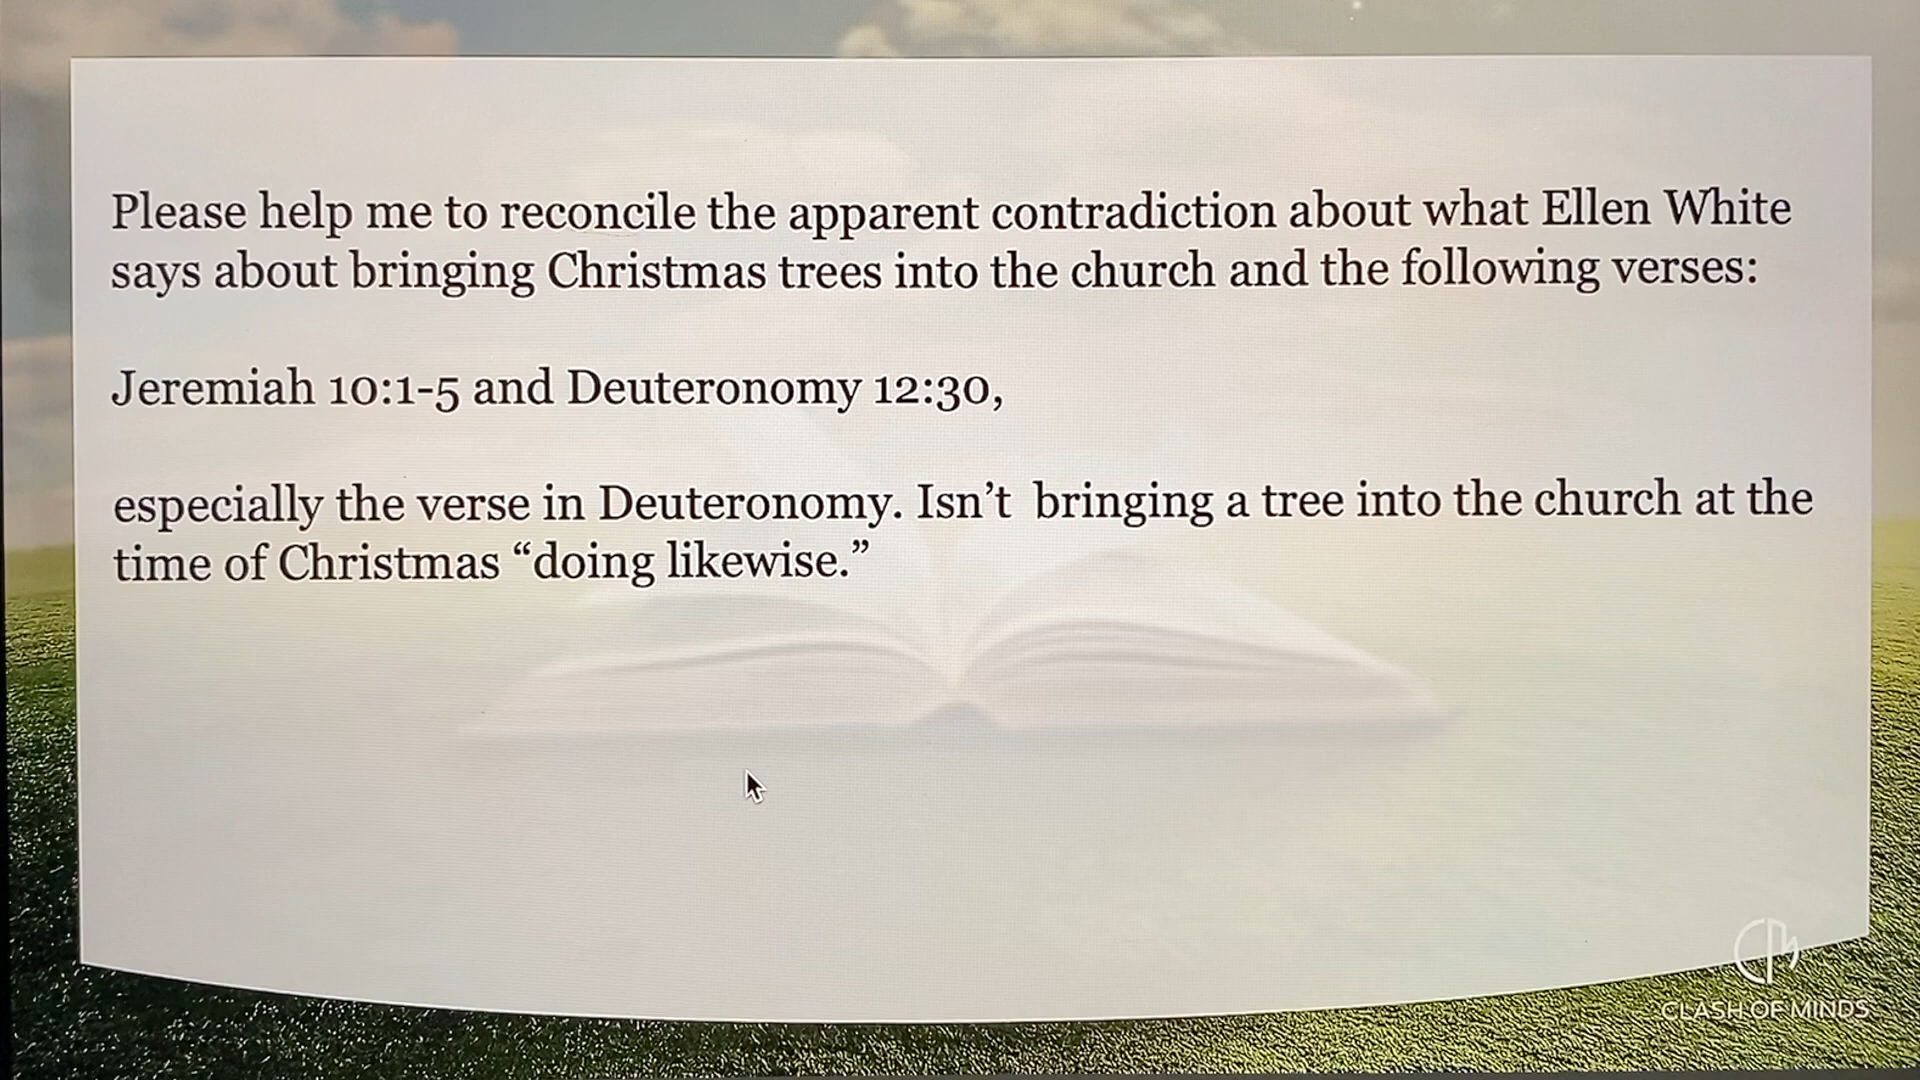 Please help me to reconcile the apparent contradiction about what Ellen White
says about bringing Christmas trees into the church and the following verses:
Jeremiah 10:1-5 and Deuteronomy 12:30,
especially the verse in Deuteronomy. Isn’t bringing a tree into the church at the
time of Christmas “doing likewise.”
CLASH OF MINDS